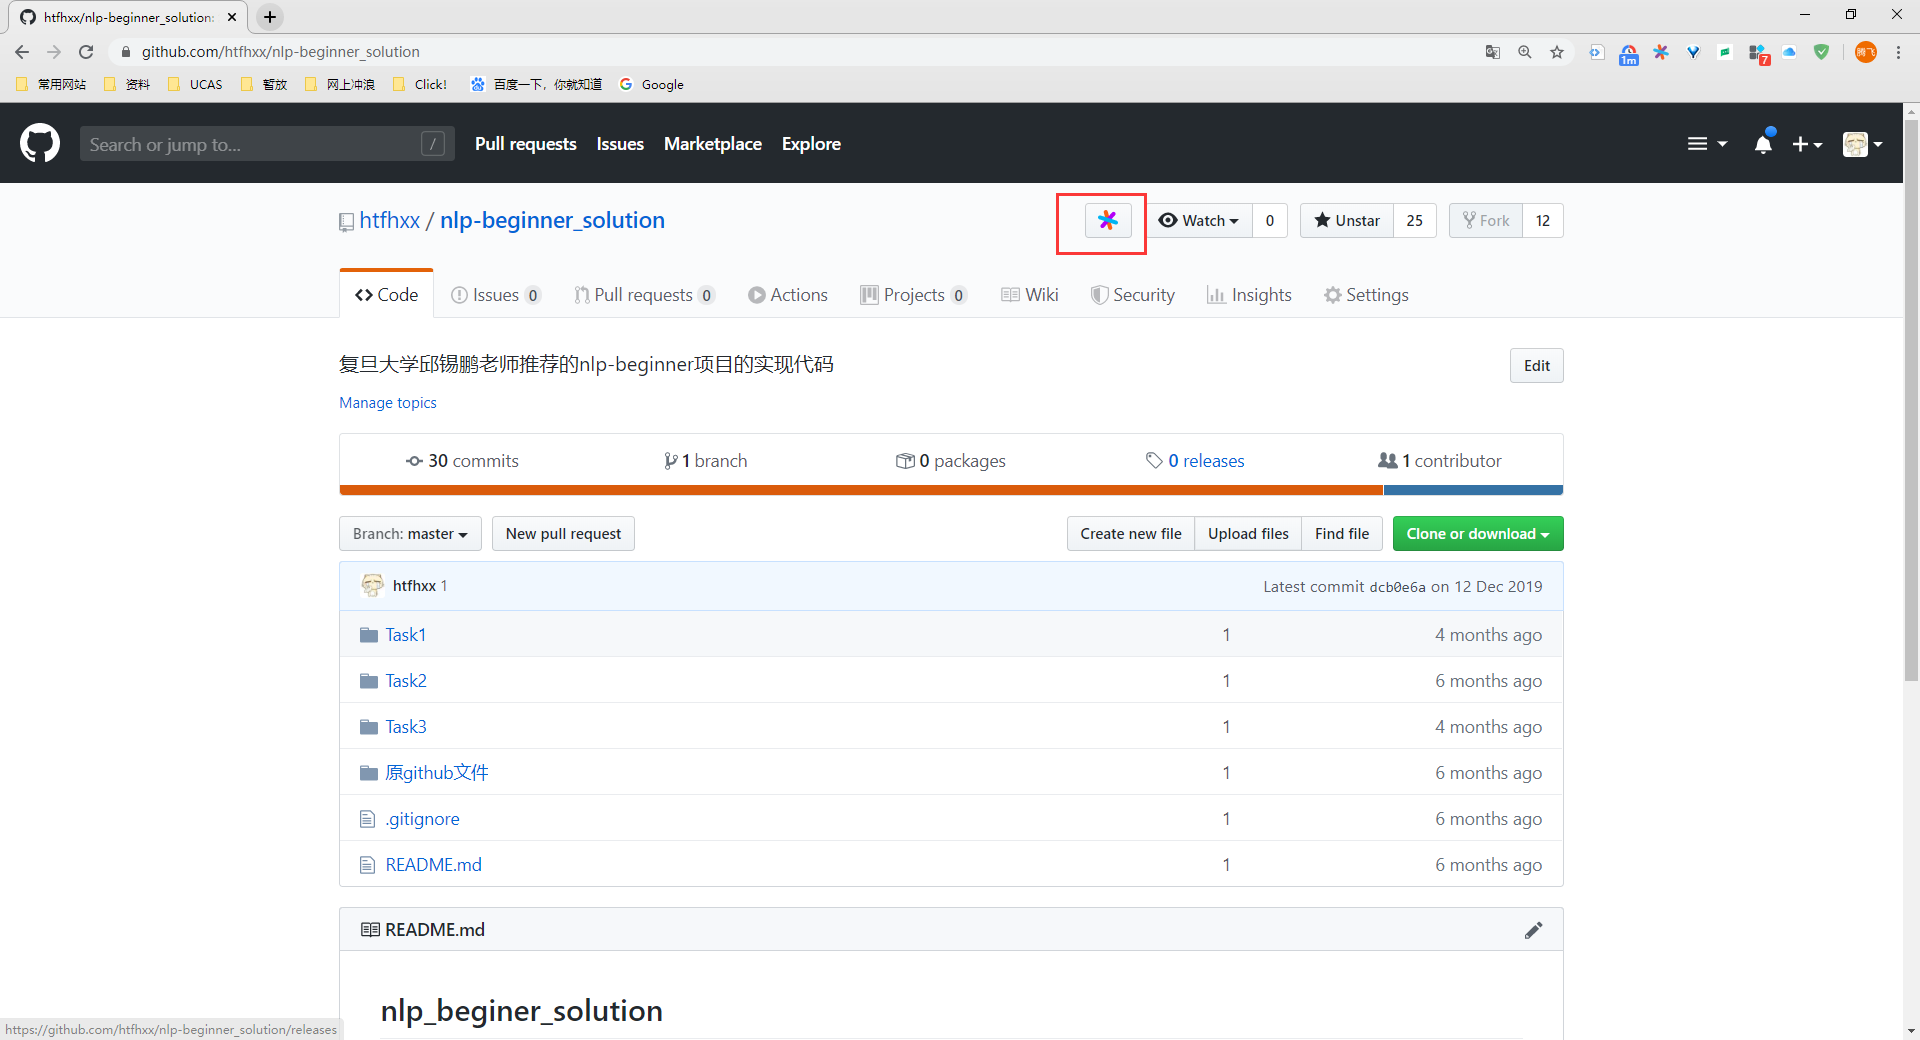 htfhxx/nlp-beginner_solution:
github.com/htfhxx/nlp-beginner_solution
1m 7 腾飞
常用网站 资料 UCAS 暂放 网上冲浪 Click! 百度一下，你就知道 Google
Search or jump to... / Pull requests Issues Marketplace Explore
htfhxx / nlp-beginner_solution Watch 0 Unstar 25 Fork 12
Code Issues 0 Pull requests 0 Actions Projects 0 Wiki Security Insights Settings
复旦大学邱锡鹏老师推荐的nlp-beginner项目的实现代码 Edit
Manage topics
30 commits 1 branch 0 packages 0 releases 1 contributor
Branch: master New pull request Create new file Upload files Find file Clone or download
htfhxx 1 Latest commit dcb0e6a on 12 Dec 2019
Task1 1 4 months ago
Task2 1 6 months ago
Task3 1 4 months ago
原github文件 1 6 months ago
.gitignore 1 6 months ago
README.md 1 6 months ago
README.md
nlp_beginer_solution
https://github.com/htfhxx/nlp-beginner_solution/releases